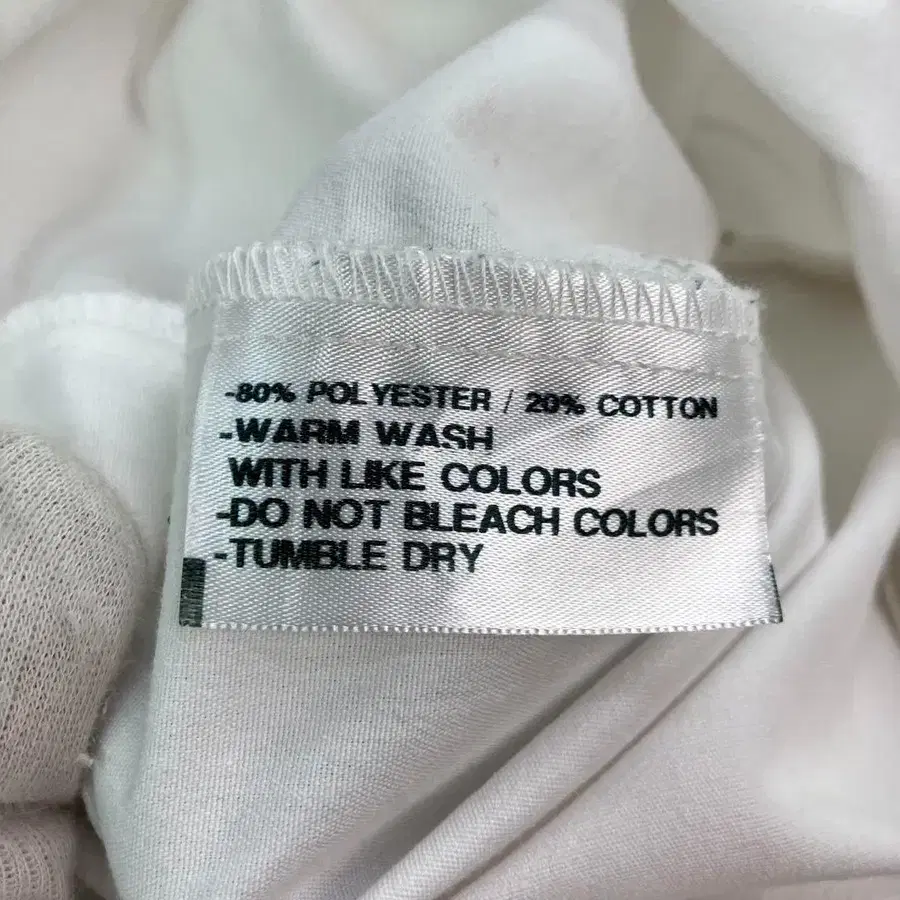 -80% POLYESTER / 20% COTTON
-WARM WASH
WITH LIKE COLORS
-DO NOT BLEACH COLORS
-TUMBLE DRY